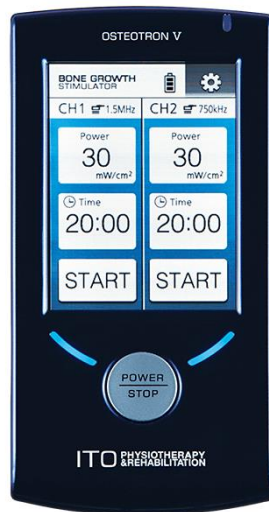 OSTEOTRON V
BONE GROWTH
STIMULATOR
CH1 1.5MHz
CH2 750kHz
Power
30
mW/cm²
Power
30
mW/cm²
Time
20:00
Time
20:00
START
START
POWER
STOP
ITO PHYSIOTHERAPY
&REHABILITATION